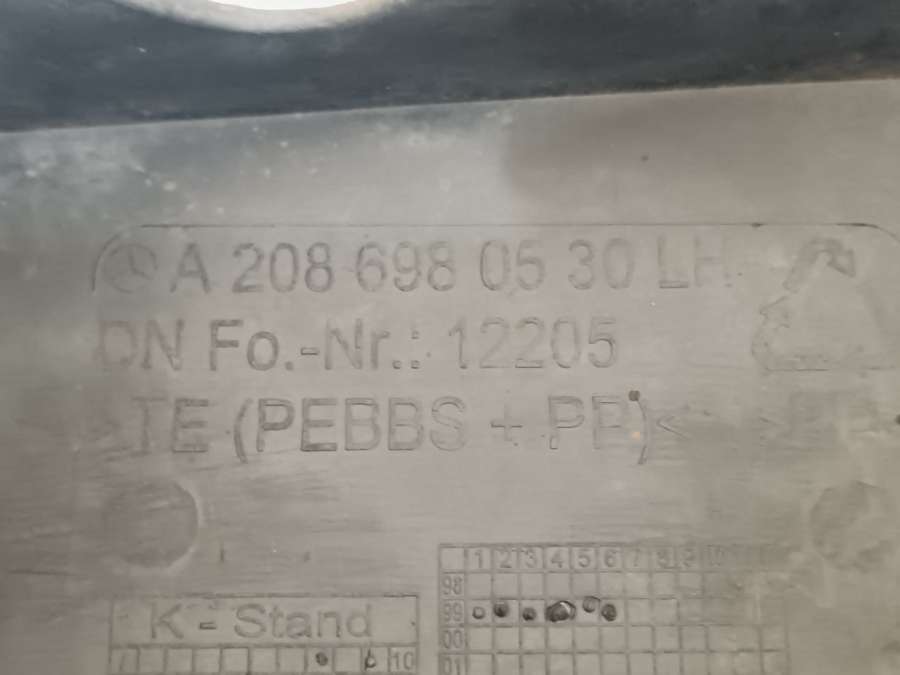 A 208 698 05 30 LH
DN Fo.-Nr.: 12205
>TE (PEBBS + PP)<
1 2 3 4 5 6 7 8 9 10
98
99
00
01
K - Stand
10